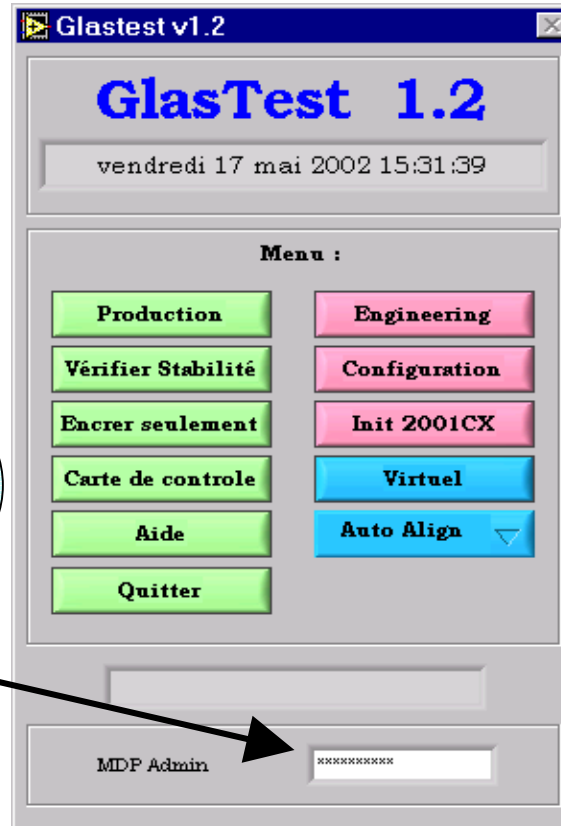 Glastest v1.2
GlasTest 1.2
vendredi 17 mai 2002 15:31:39
Menu :
Production
Engineering
Vérifier Stabilité
Configuration
Encrer seulement
Init 2001CX
Carte de controle
Virtuel
Aide
Auto Align
Quitter
MDP Admin
××××××××××